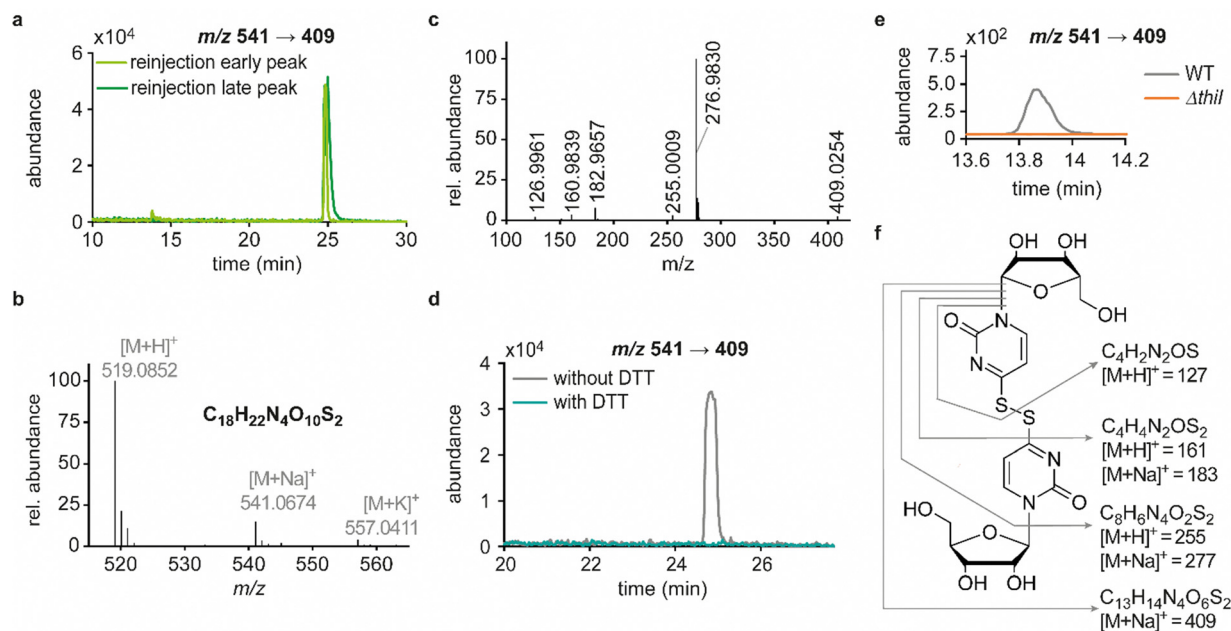 a
×10⁴
m/z 541 → 409
6
4
2
0
abundance
reinjection early peak
reinjection late peak
10
15
20
25
30
time (min)
b
100
75
50
25
0
rel. abundance
[M+H]⁺
519.0852
C₁₈H₂₂N₄O₁₀S₂
[M+Na]⁺
541.0674
[M+K]⁺
557.0411
520
530
540
550
560
m/z
c
100
75
50
25
0
rel. abundance
126.9961
160.9839
182.9657
255.0009
276.9830
409.0254
100
150
200
250
300
350
400
m/z
d
×10⁴
m/z 541 → 409
4
3
2
1
0
abundance
without DTT
with DTT
20
22
24
26
time (min)
e
×10²
m/z 541 → 409
7.5
5.0
2.5
0
abundance
WT
ΔthiI
13.6
13.8
14
14.2
time (min)
f
OH
OH
O
OH
N
O
N
S
S
N
O
N
HO
O
OH
OH
C₄H₂N₂OS
[M+H]⁺ = 127
C₄H₄N₂OS₂
[M+H]⁺ = 161
[M+Na]⁺ = 183
C₈H₆N₄O₂S₂
[M+H]⁺ = 255
[M+Na]⁺ = 277
C₁₃H₁₄N₄O₆S₂
[M+Na]⁺ = 409